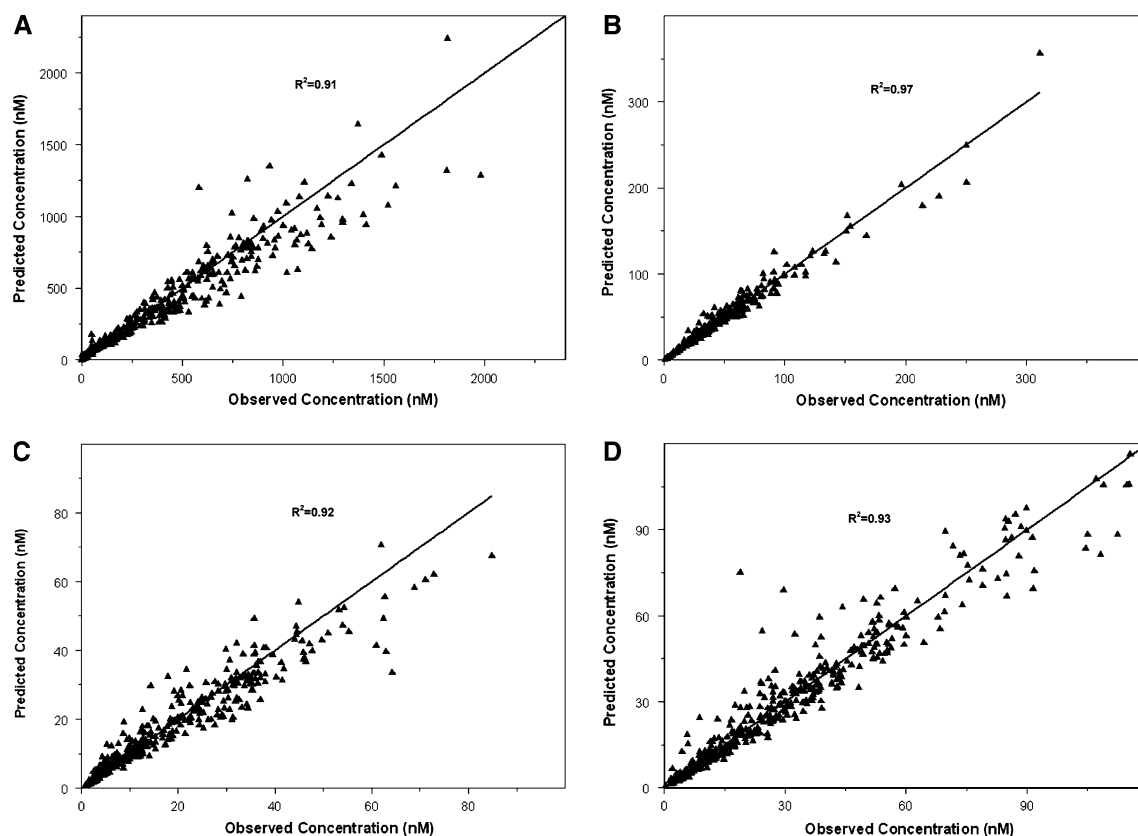 A
R²=0.91
Predicted Concentration (nM)
2000
1500
1000
500
0
0 500 1000 1500 2000
Observed Concentration (nM)
B
R²=0.97
Predicted Concentration (nM)
300
200
100
0
0 100 200 300
Observed Concentration (nM)
C
R²=0.92
Predicted Concentration (nM)
80
60
40
20
0
0 20 40 60 80
Observed Concentration (nM)
D
R²=0.93
Predicted Concentration (nM)
90
60
30
0
0 30 60 90
Observed Concentration (nM)